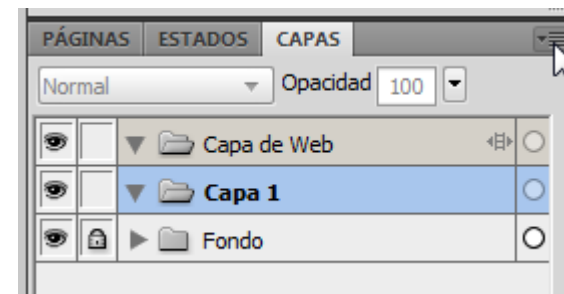 PÁGINAS ESTADOS CAPAS
Normal Opacidad 100
Capa de Web
Capa 1
Fondo